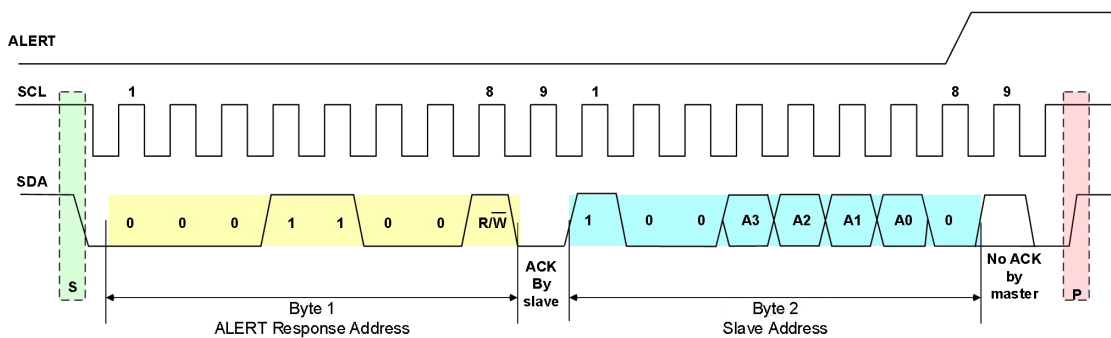 ALERT
SCL
1
8
9
1
8
9
SDA
0 0 0 1 1 0 0 R/W̅
1 0 0 A3 A2 A1 A0 0
S
ACK
By
slave
No ACK
by
master
P
Byte 1
ALERT Response Address
Byte 2
Slave Address